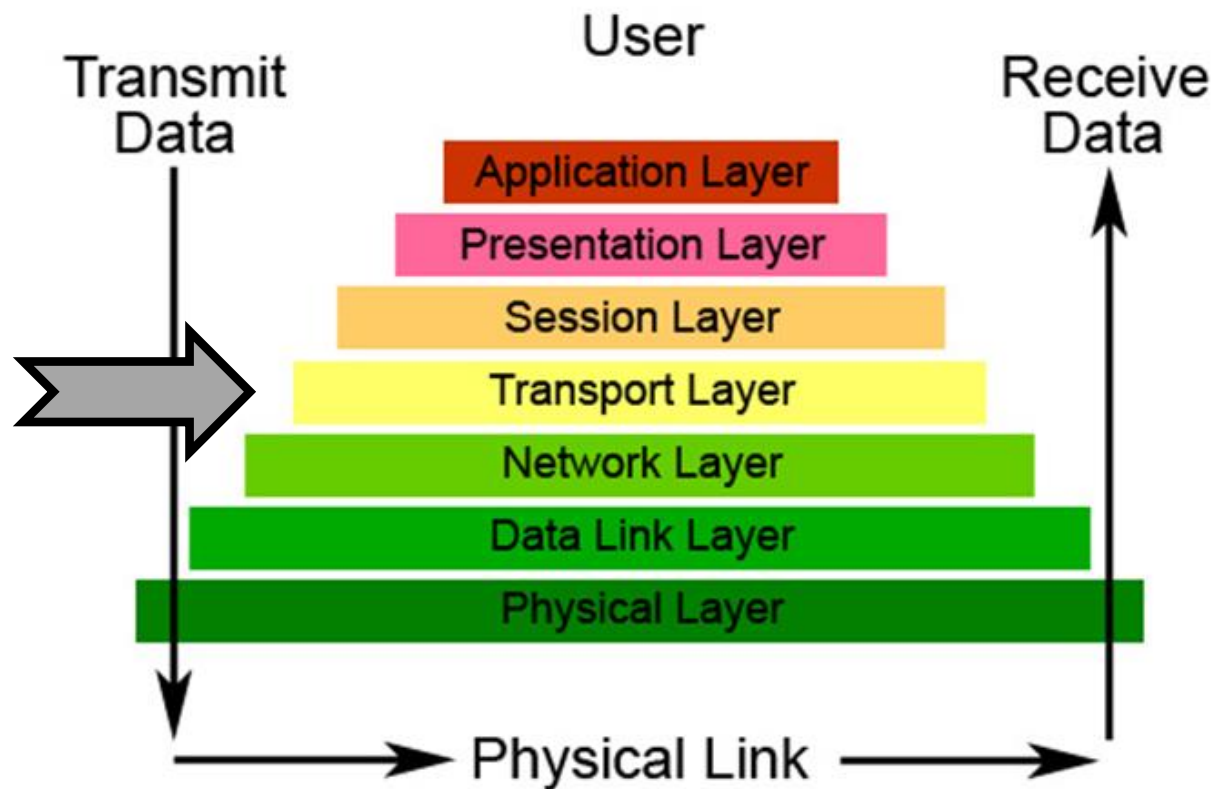 User
Transmit
Data
Receive
Data
Application Layer
Presentation Layer
Session Layer
Transport Layer
Network Layer
Data Link Layer
Physical Layer
Physical Link